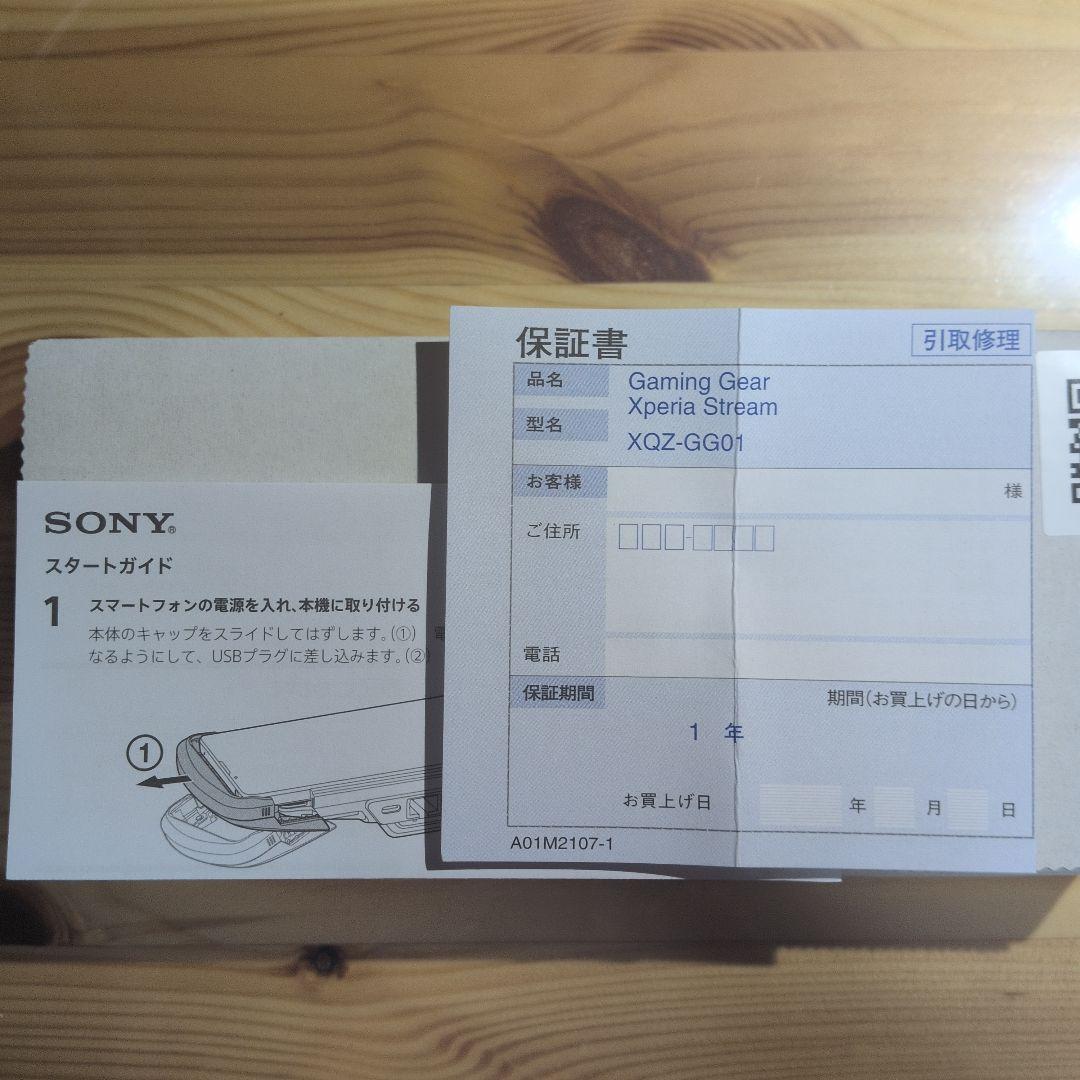 SONY®
スタートガイド
1 スマートフォンの電源を入れ、本機に取り付ける
本体のキャップをスライドしてはずします。(①)
なるようにして、USBプラグに差し込みます。(②)
①
保証書
引取修理
品名 Gaming Gear
Xperia Stream
型名 XQZ-GG01
お客様 様
ご住所
電話
保証期間 期間(お買上げの日から)
1 年
お買上げ日 年 月 日
A01M2107-1